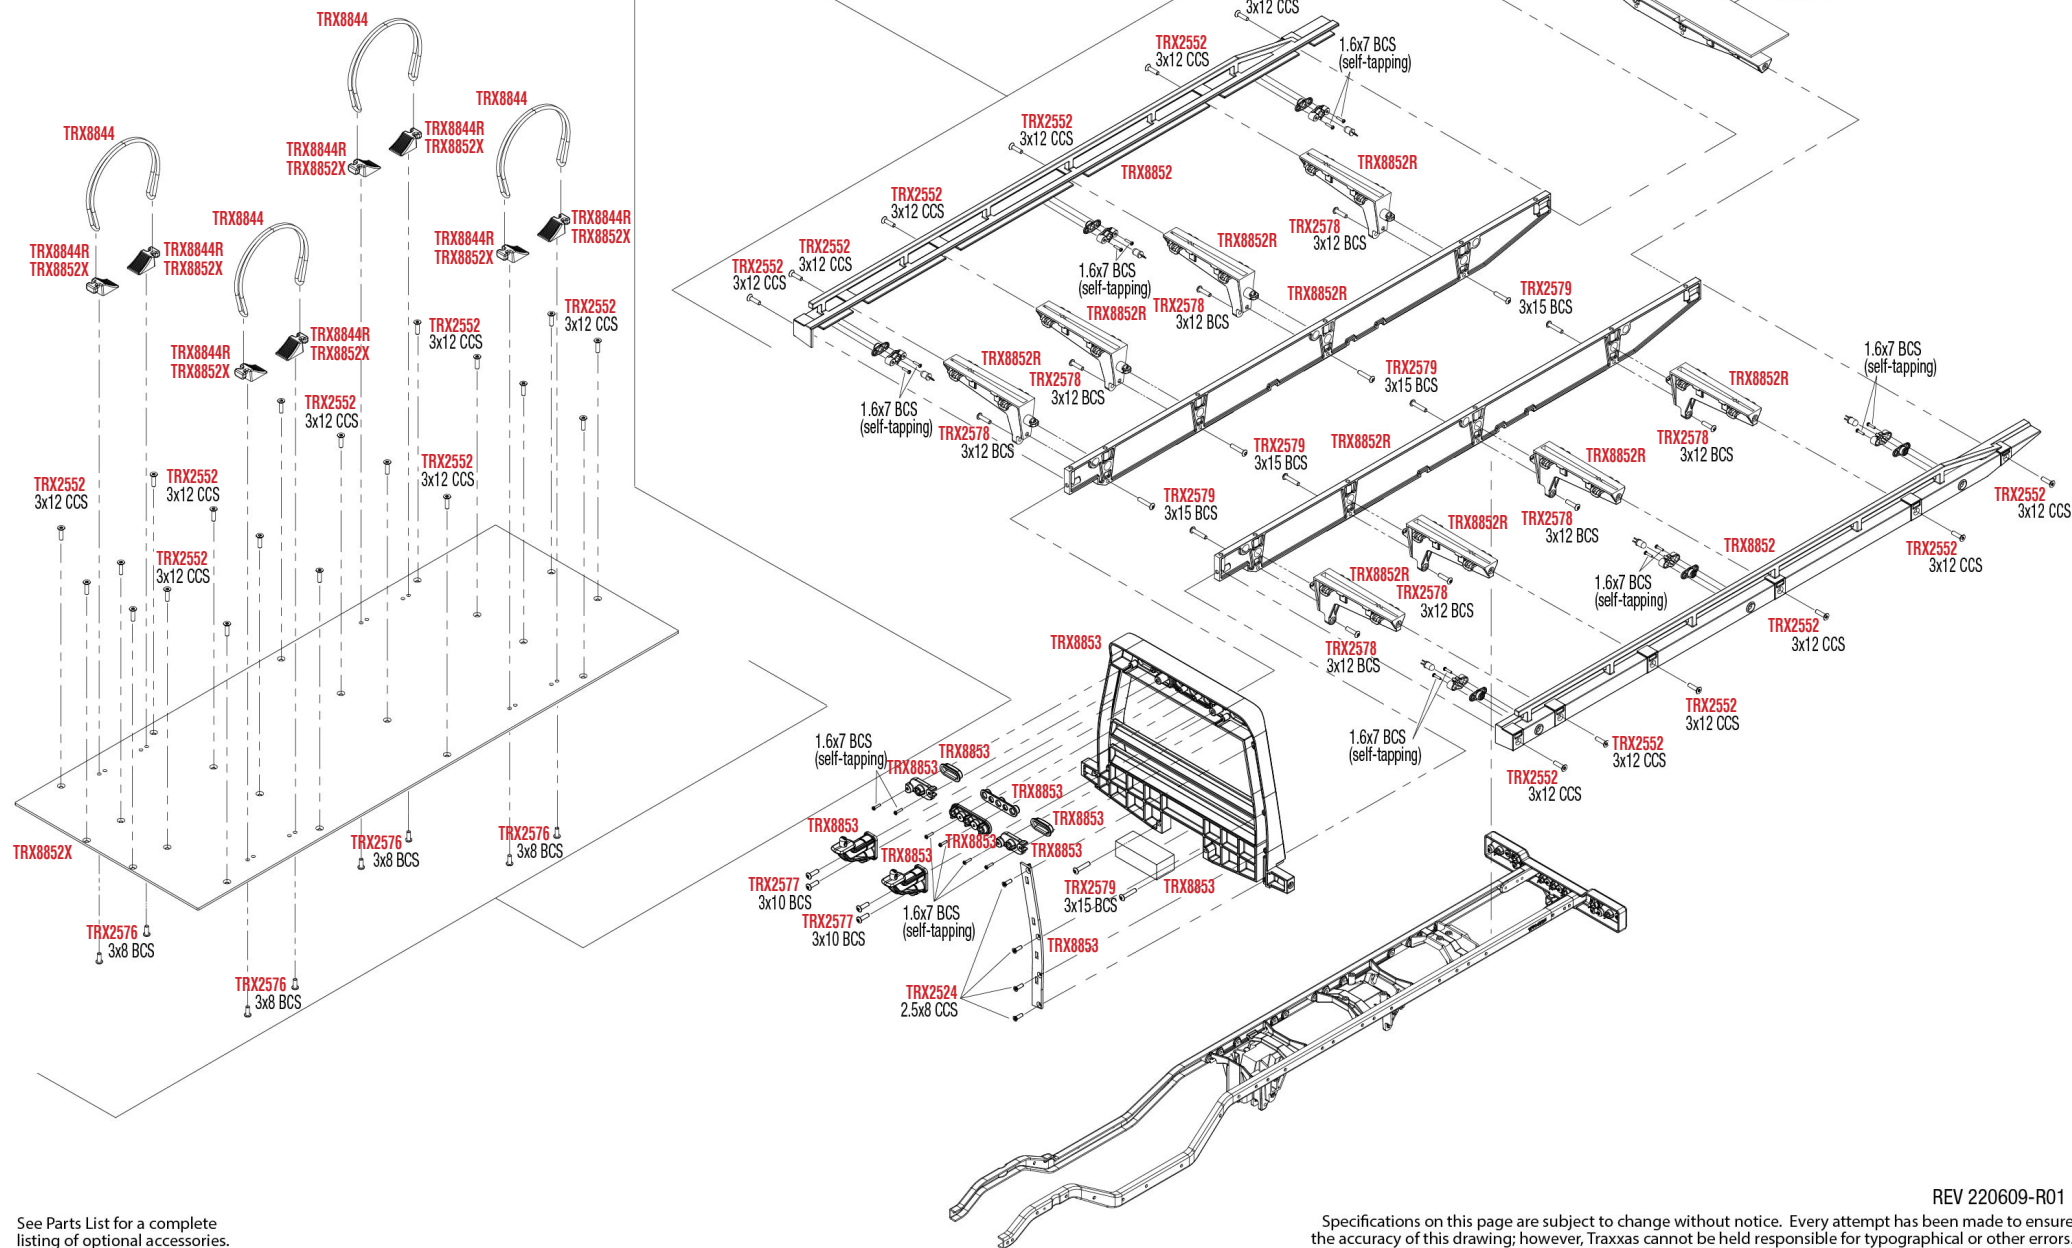 TRX8844
TRX8844
TRX8844
TRX8844
TRX8844R
TRX8852X
TRX8844R
TRX8852X
TRX8844R
TRX8852X
TRX8844R
TRX8852X
TRX8844R
TRX8852X
TRX8844R
TRX8852X
TRX8844R
TRX8852X
TRX8844R
TRX8852X
TRX2552
3x12 CCS
TRX2552
3x12 CCS
TRX2552
3x12 CCS
TRX2552
3x12 CCS
TRX2552
3x12 CCS
TRX2552
3x12 CCS
TRX2552
3x12 CCS
TRX8852X
TRX2576
3x8 BCS
TRX2576
3x8 BCS
TRX2576
3x8 BCS
TRX2576
3x8 BCS
3x12 CCS
TRX2552
3x12 CCS
1.6x7 BCS
(self-tapping)
TRX2552
3x12 CCS
TRX8852
TRX8852R
TRX2552
3x12 CCS
TRX2578
3x12 BCS
TRX8852R
TRX2552
3x12 CCS
TRX2552
3x12 CCS
1.6x7 BCS
(self-tapping)
TRX2578
3x12 BCS
TRX8852R
TRX8852R
TRX2579
3x15 BCS
TRX8852R
TRX2578
3x12 BCS
TRX2579
3x15 BCS
1.6x7 BCS
(self-tapping)
TRX2578
3x12 BCS
TRX8852R
TRX2579
3x15 BCS
TRX2579
3x15 BCS
1.6x7 BCS
(self-tapping)
TRX8852R
TRX2578
3x12 BCS
TRX8852R
TRX2578
3x12 BCS
TRX8852R
TRX2552
3x12 CCS
TRX2552
3x12 CCS
TRX8852
1.6x7 BCS
(self-tapping)
TRX8852R
TRX2578
3x12 BCS
TRX2552
3x12 CCS
TRX2578
3x12 BCS
TRX2552
3x12 CCS
1.6x7 BCS
(self-tapping)
TRX2552
3x12 CCS
TRX2552
3x12 CCS
TRX8853
1.6x7 BCS
(self-tapping)
TRX8853
TRX8853
TRX8853
TRX8853
TRX8853
TRX8853
TRX8853
TRX8853
TRX2577
3x10 BCS
TRX2577
3x10 BCS
1.6x7 BCS
(self-tapping)
TRX2579
3x15 BCS
TRX8853
TRX8853
TRX2524
2.5x8 CCS
REV 220609-R01
See Parts List for a complete
listing of optional accessories.
Specifications on this page are subject to change without notice. Every attempt has been made to ensure
the accuracy of this drawing; however, Traxxas cannot be held responsible for typographical or other errors.